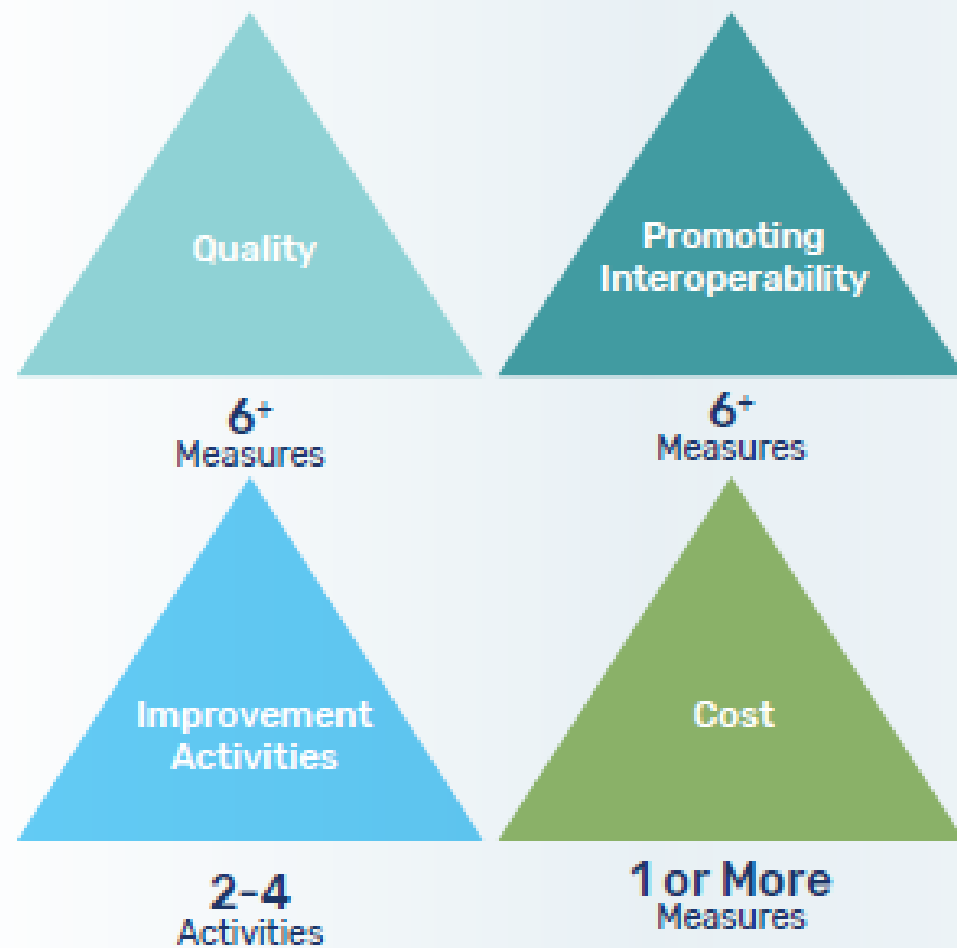 Quality
6+
Measures
Promoting
Interoperability
6+
Measures
Improvement
Activities
2-4
Activities
Cost
1 or More
Measures